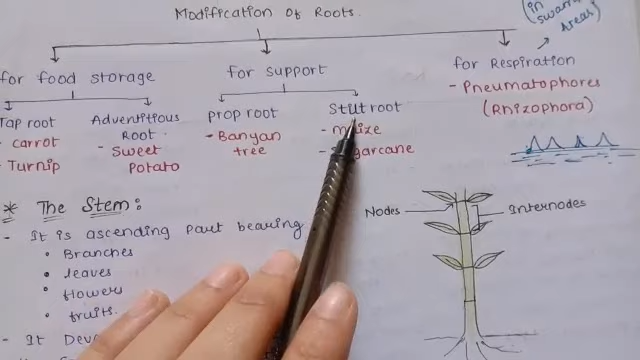 Modification of Roots.
(in
swamp
Areas)
for food storage
for support
for Respiration
Tap root
- carrot
- Turnip
Adventitious
Root
- Sweet
Potato
prop root
- Banyan
tree
Stilt root
- Maize
- Sugarcane
- Pneumatophores
(Rhizophora)
* The Stem:
- It is ascending part bearing
• Branches
• leaves
• flowers
• fruits.
- It
Nodes
Internodes